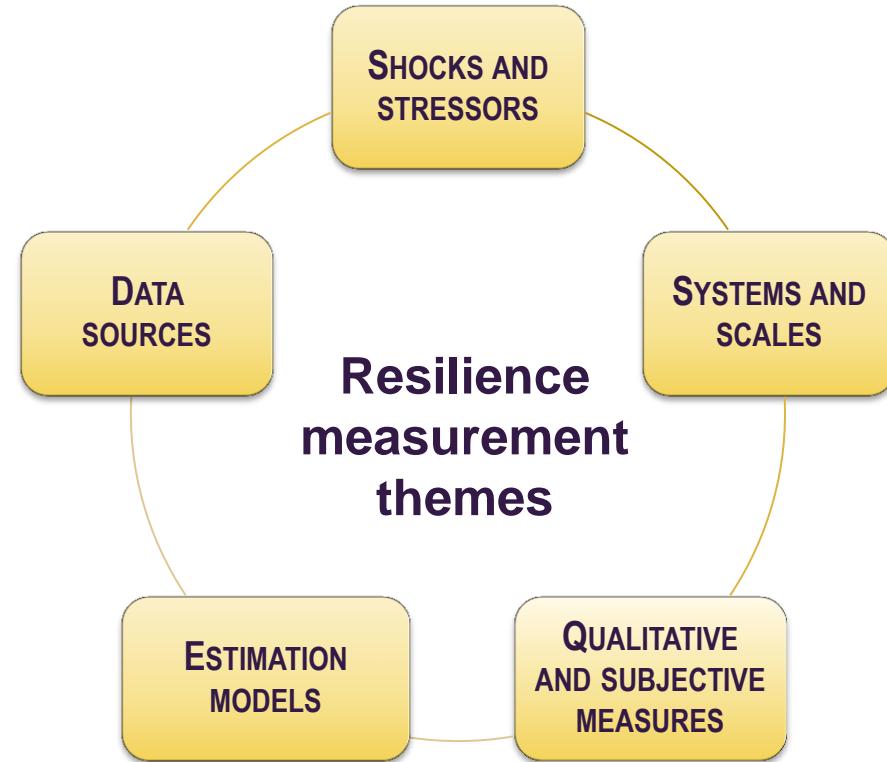 SHOCKS AND
STRESSORS
SYSTEMS AND
SCALES
QUALITATIVE
AND SUBJECTIVE
MEASURES
ESTIMATION
MODELS
DATA
SOURCES
Resilience
measurement
themes